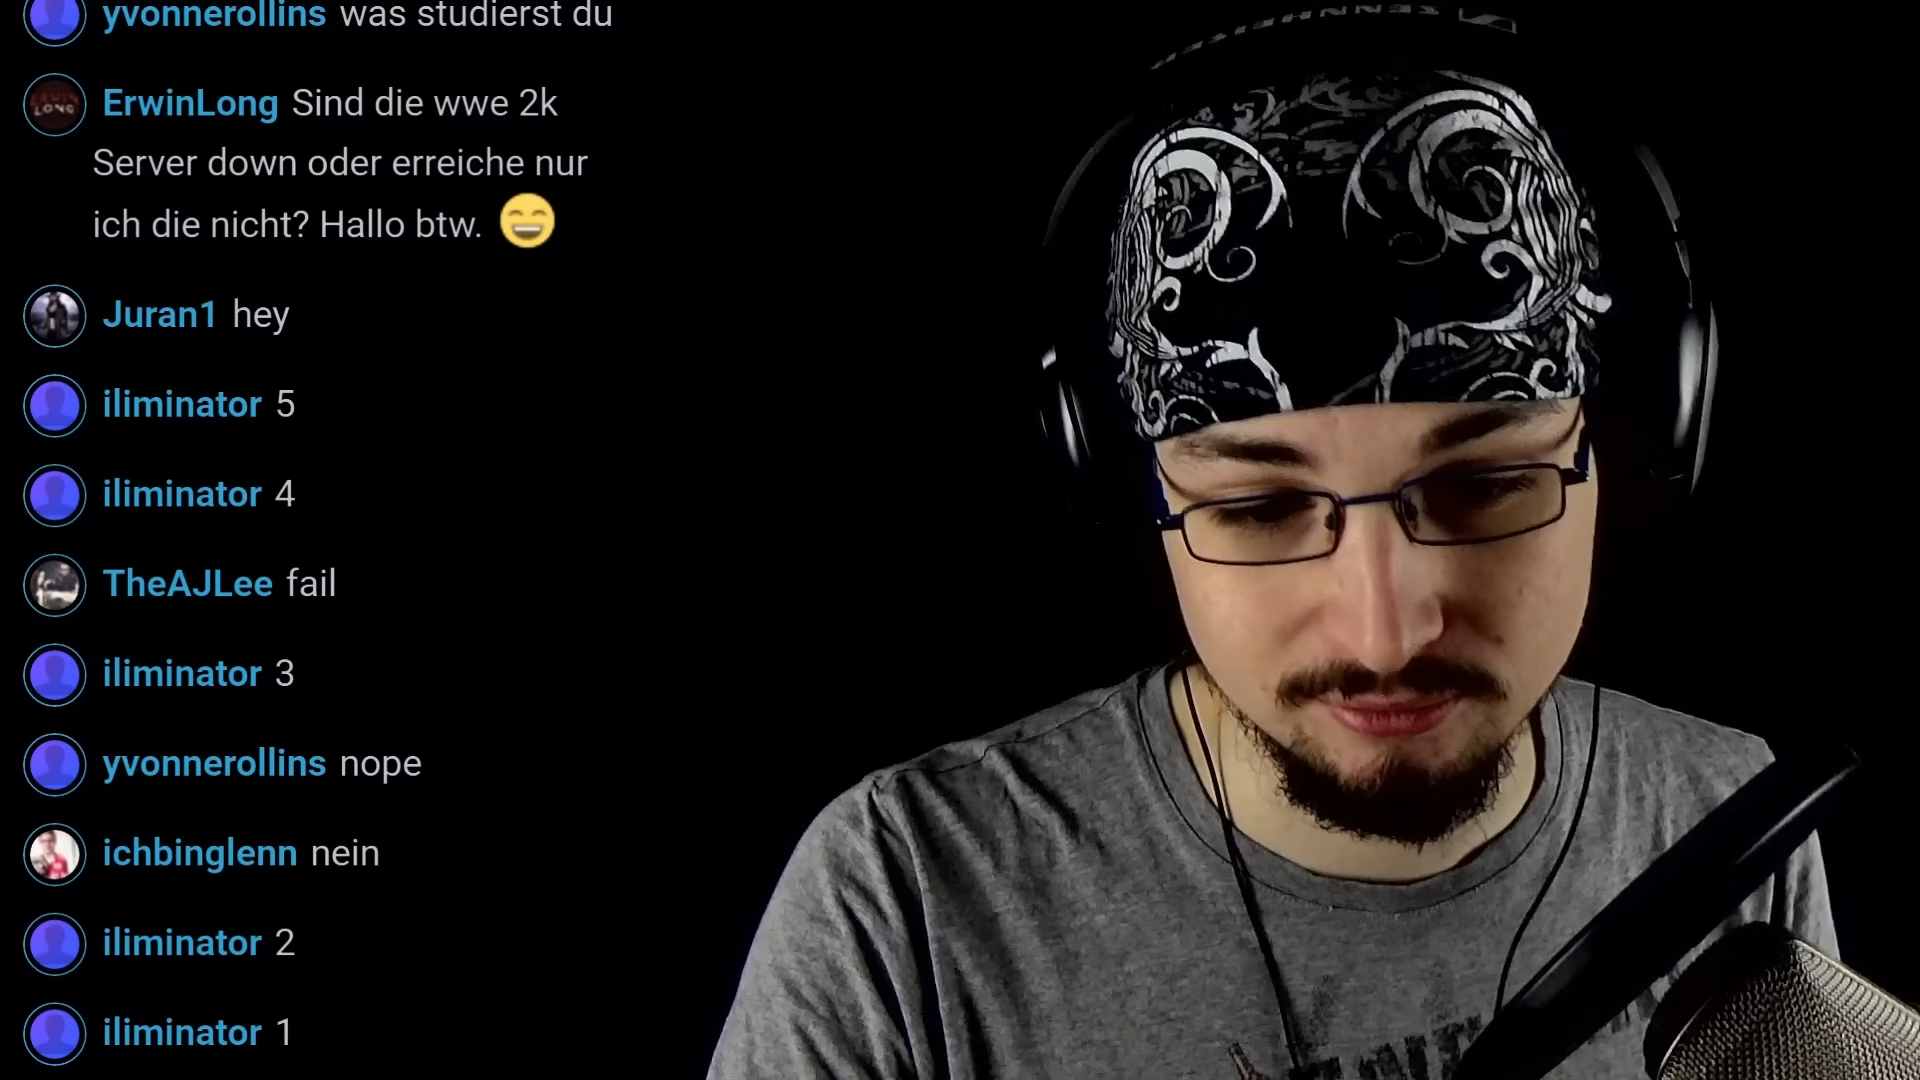 yvonnerollins was studierst du
ErwinLong Sind die wwe 2k
Server down oder erreiche nur
ich die nicht? Hallo btw. 😄
Juran1 hey
iliminator 5
iliminator 4
TheAJLee fail
iliminator 3
yvonnerollins nope
ichbinglenn nein
iliminator 2
iliminator 1
SENNHEISER